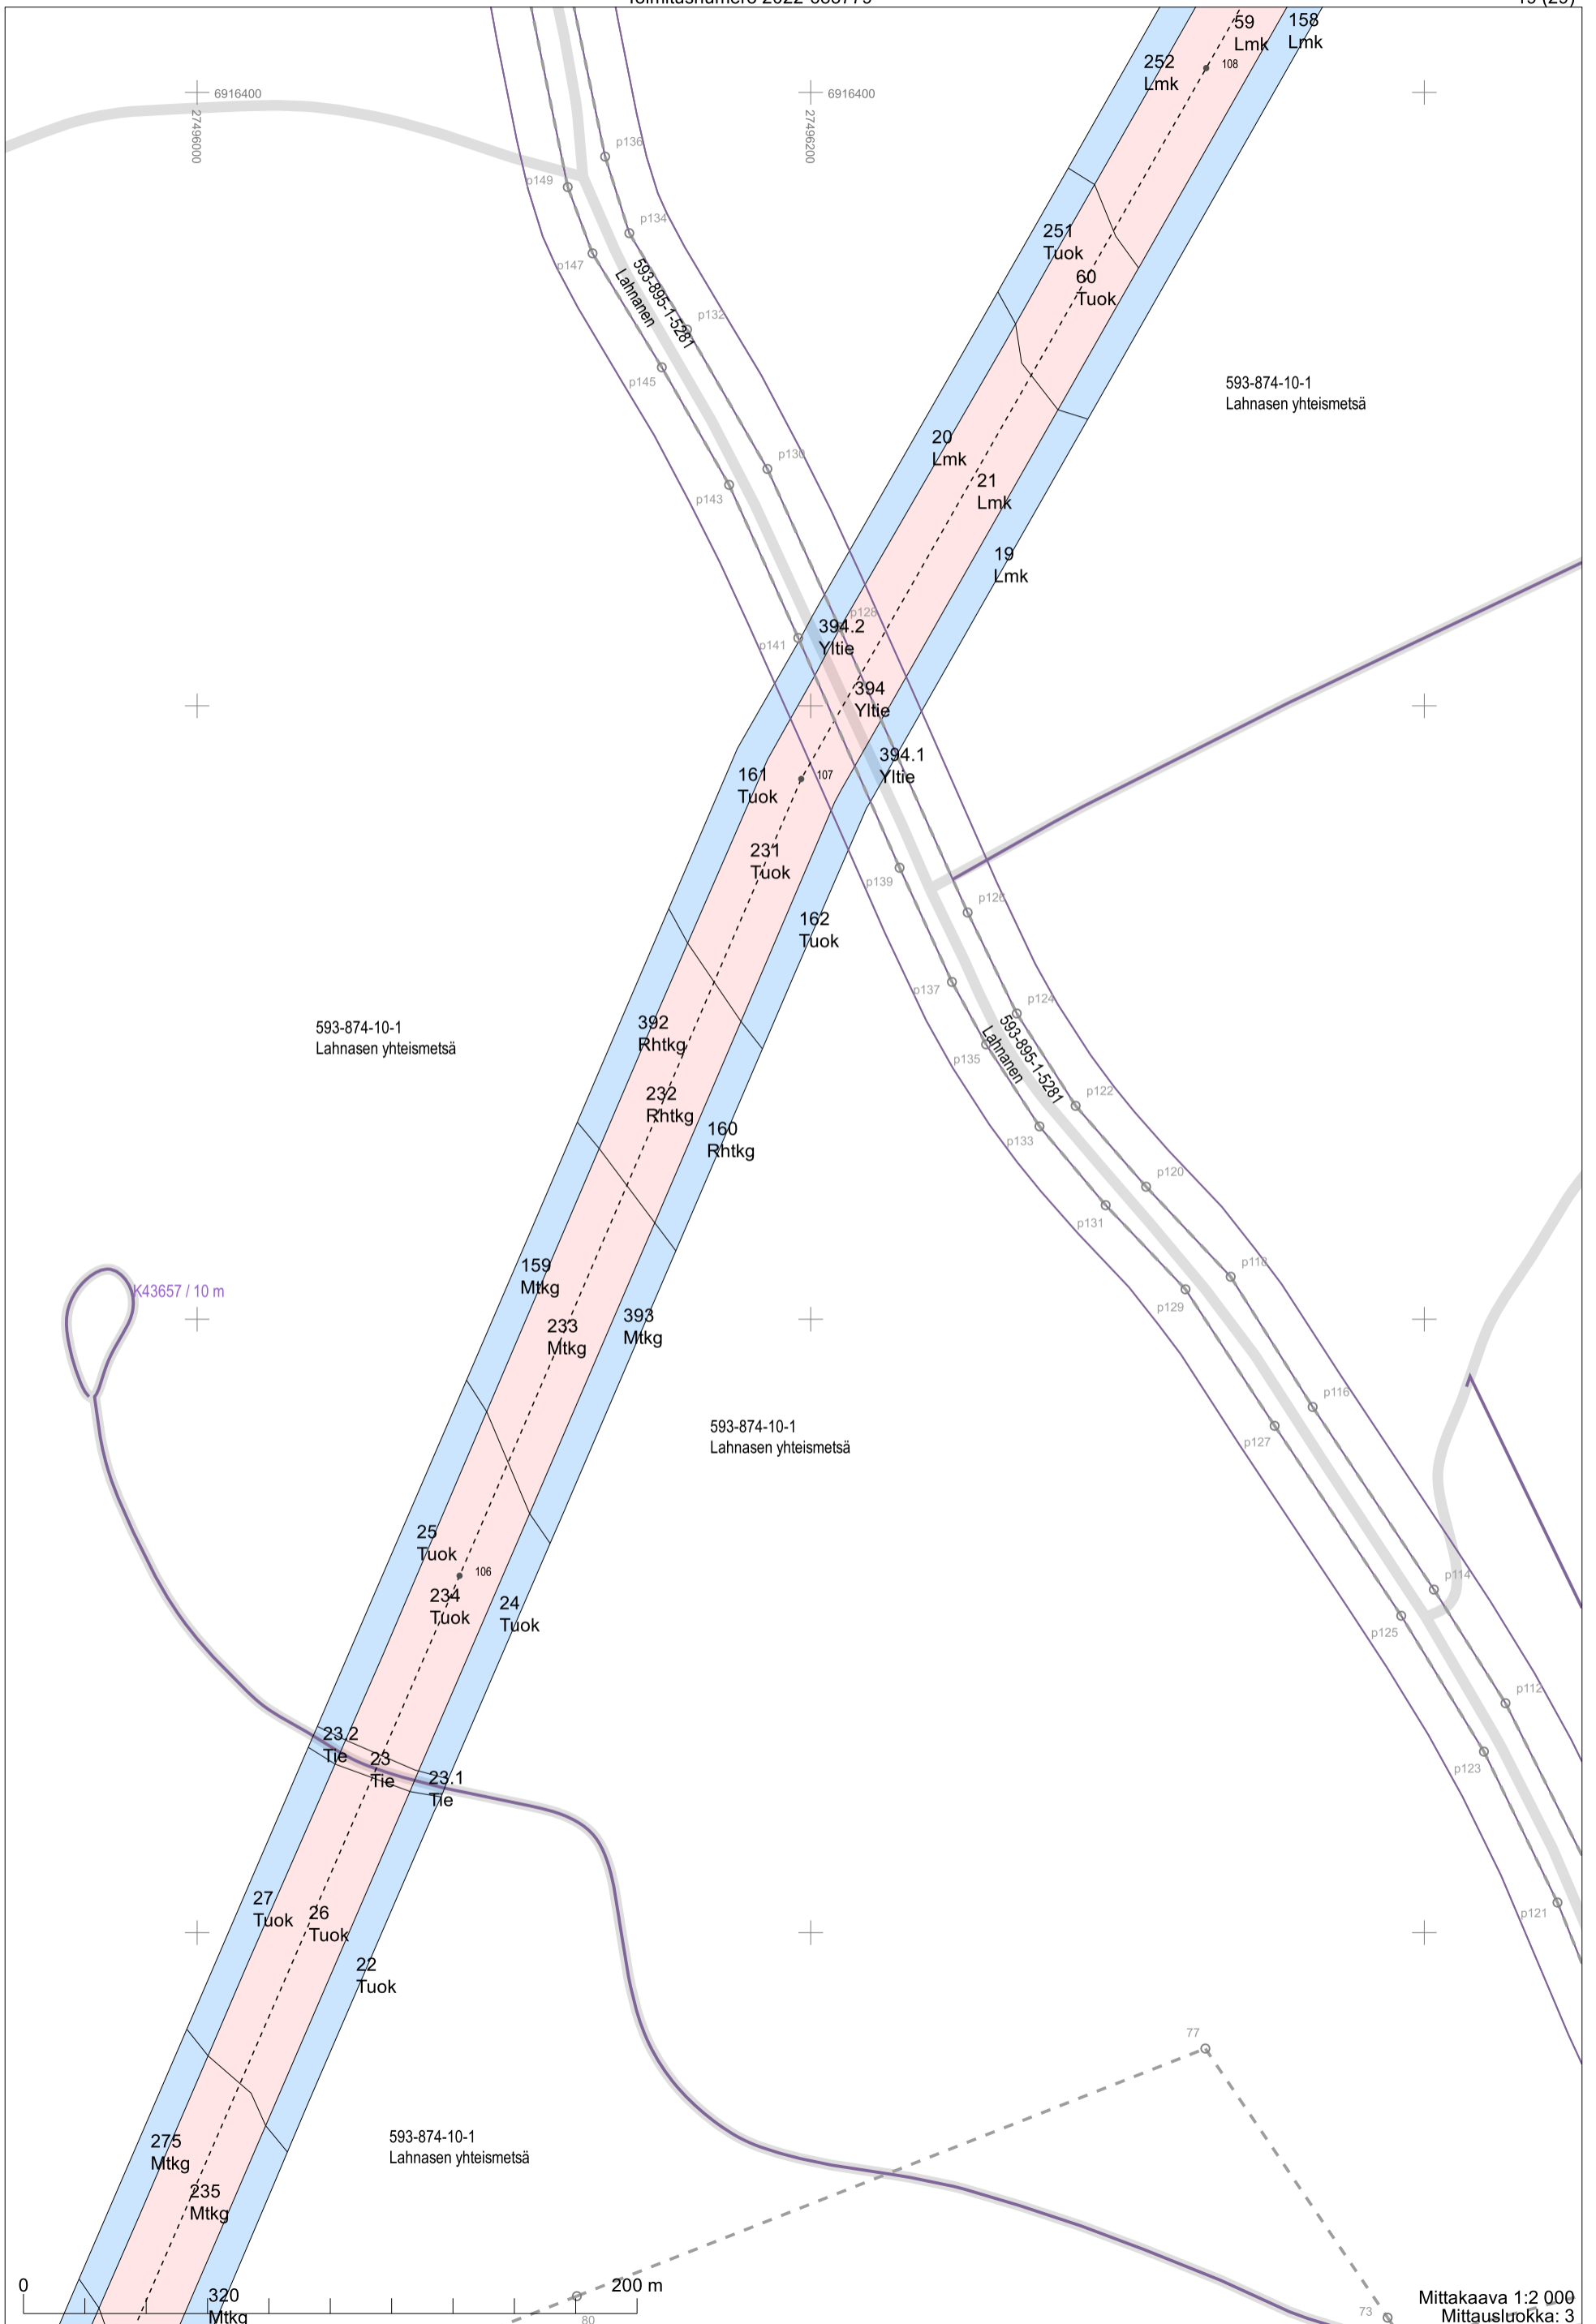 59
Lmk
158
Lmk
252
Lmk
108
6916400
27496000
6916400
27496200
p136
p149
p134
p147
251
Tuok
60
Tuok
593-895-1-5281
Lahnanen
p132
p145
593-874-10-1
Lahnasen yhteismetsä
20
Lmk
p130
p143
21
Lmk
19
Lmk
p128
394.2
Yltie
p141
394
Yltie
394.1
Yltie
161
Tuok
107
231
Tuok
p139
p126
162
Tuok
p137
p124
392
Rhtkg
593-874-10-1
Lahnasen yhteismetsä
593-895-1-5281
Lahnanen
p135
232
Rhtkg
p122
160
Rhtkg
p133
p120
p131
159
Mtkg
p118
K43657 / 10 m
p129
233
Mtkg
393
Mtkg
p116
593-874-10-1
Lahnasen yhteismetsä
p127
25
Tuok
106
p114
234
Tuok
24
Tuok
p125
p112
23.2
Tie
23
Tie
23.1
Tie
p123
27
Tuok
26
Tuok
p121
22
Tuok
77
593-874-10-1
Lahnasen yhteismetsä
275
Mtkg
235
Mtkg
0
200 m
320
Mtkg
80
73
Mittakaava 1:2 000
Mittausluokka: 3